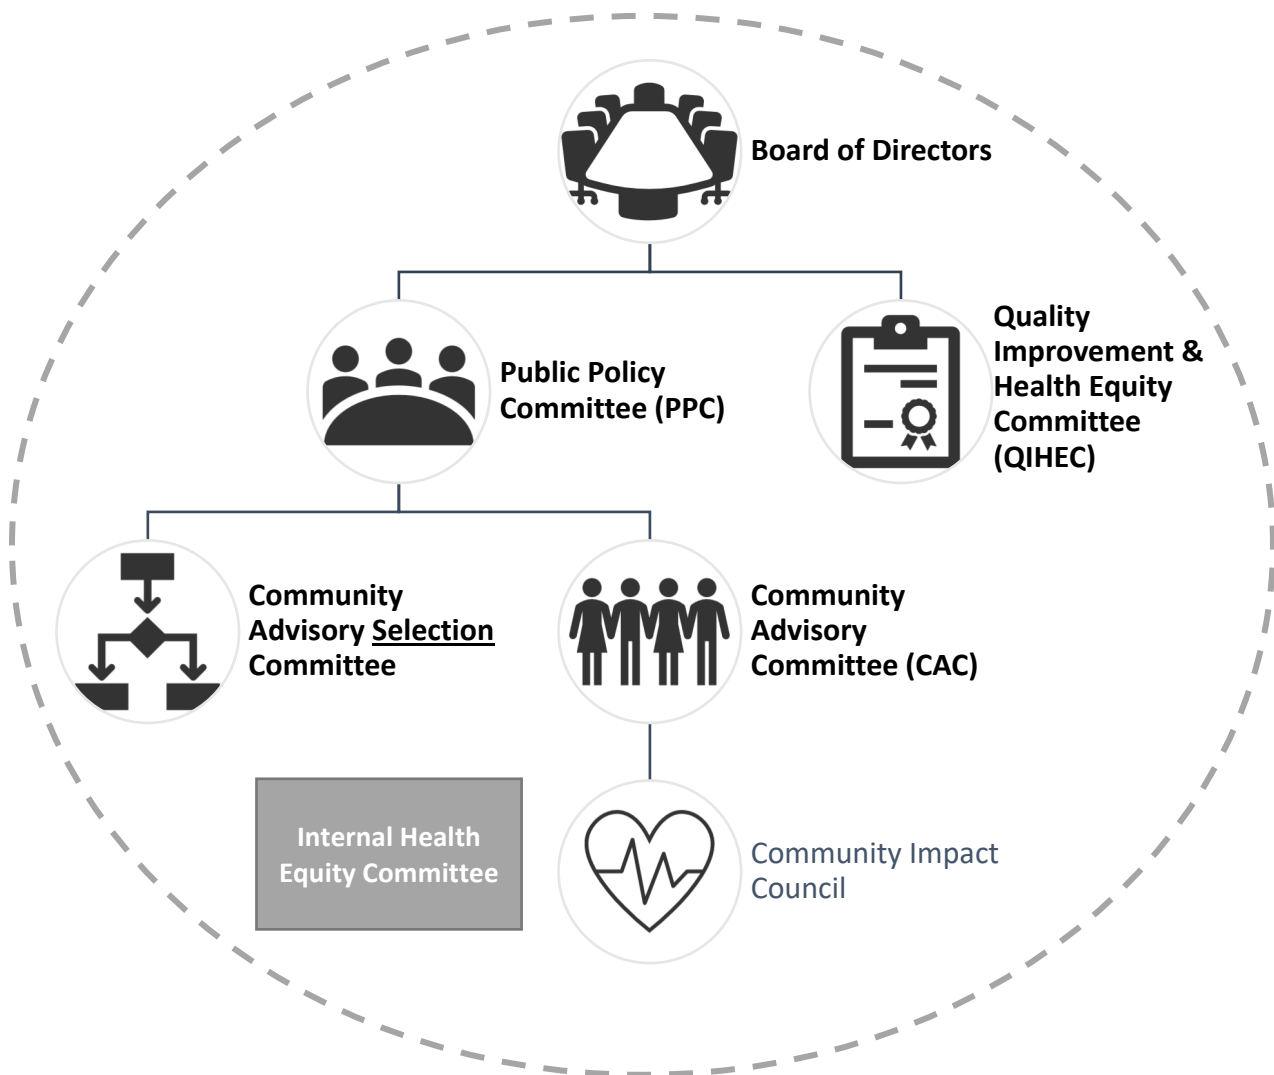 Board of Directors
Public Policy
Committee (PPC)
Quality
Improvement &
Health Equity
Committee
(QIHEC)
Community
Advisory Selection
Committee
Community
Advisory
Committee (CAC)
Internal Health
Equity Committee
Community Impact
Council